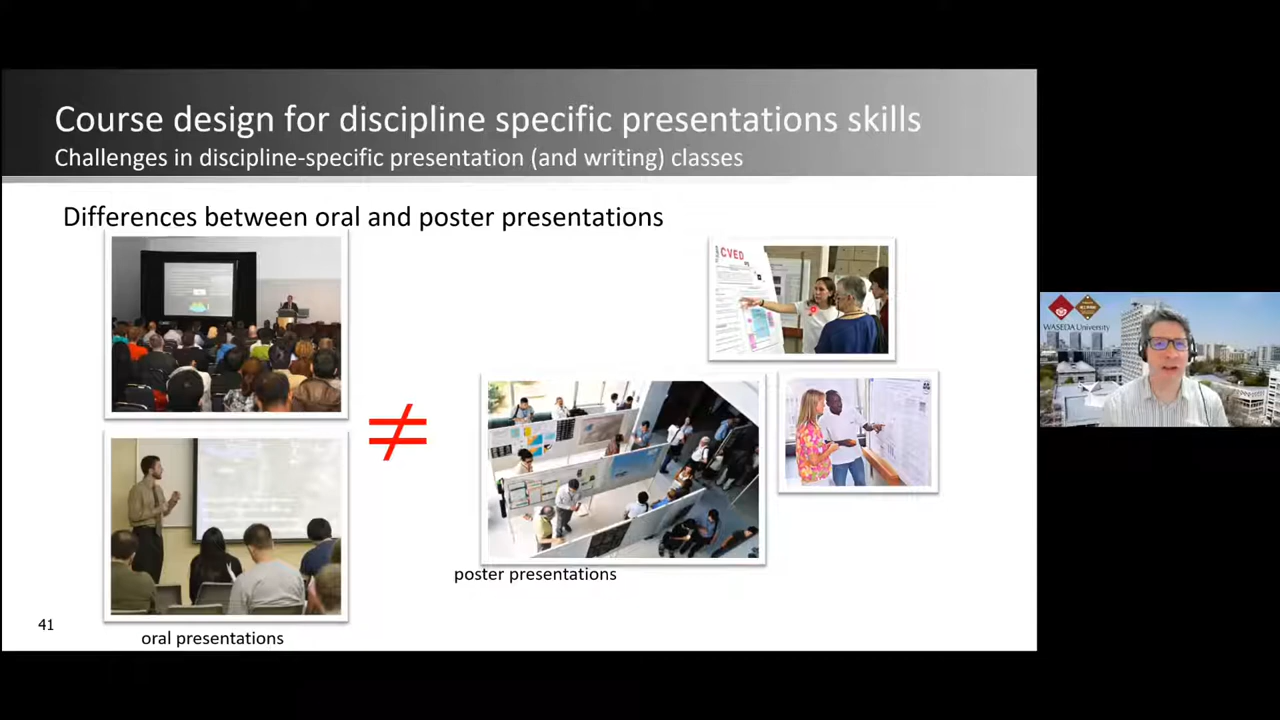 Course design for discipline specific presentations skills
Challenges in discipline-specific presentation (and writing) classes
Differences between oral and poster presentations
CVED
≠
poster presentations
oral presentations
41
WASEDA University